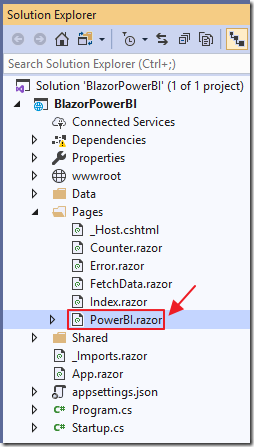 Solution Explorer
Search Solution Explorer (Ctrl+;)
Solution 'BlazorPowerBI' (1 of 1 project)
BlazorPowerBI
Connected Services
Dependencies
Properties
wwwroot
Data
Pages
_Host.cshtml
Counter.razor
Error.razor
FetchData.razor
Index.razor
PowerBI.razor
Shared
_Imports.razor
App.razor
appsettings.json
C# Program.cs
C# Startup.cs